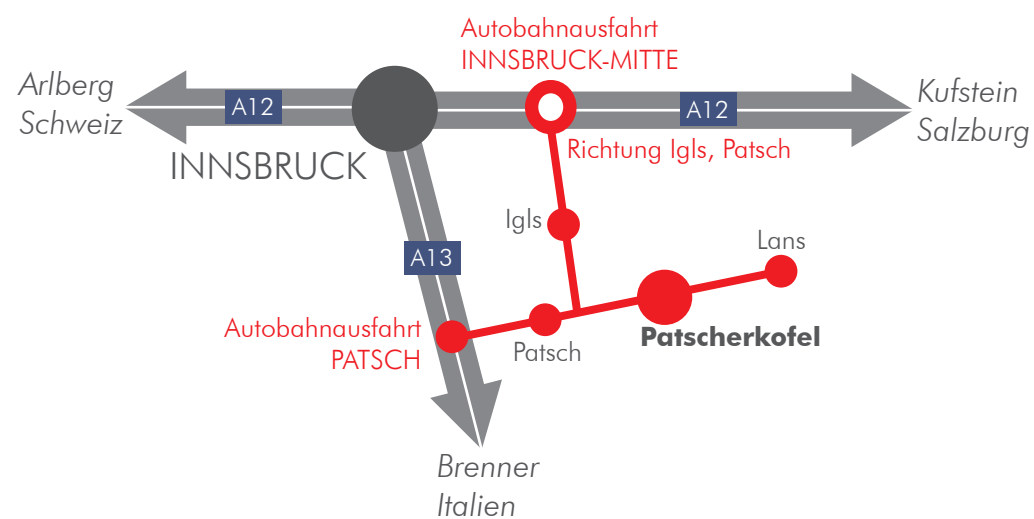 Autobahnausfahrt
INNSBRUCK-MITTE
Arlberg
Schweiz
A12
A12
Kufstein
Salzburg
INNSBRUCK
Richtung Igls, Patsch
Igls
Lans
A13
Autobahnausfahrt
PATSCH
Patsch
Patscherkofel
Brenner
Italien